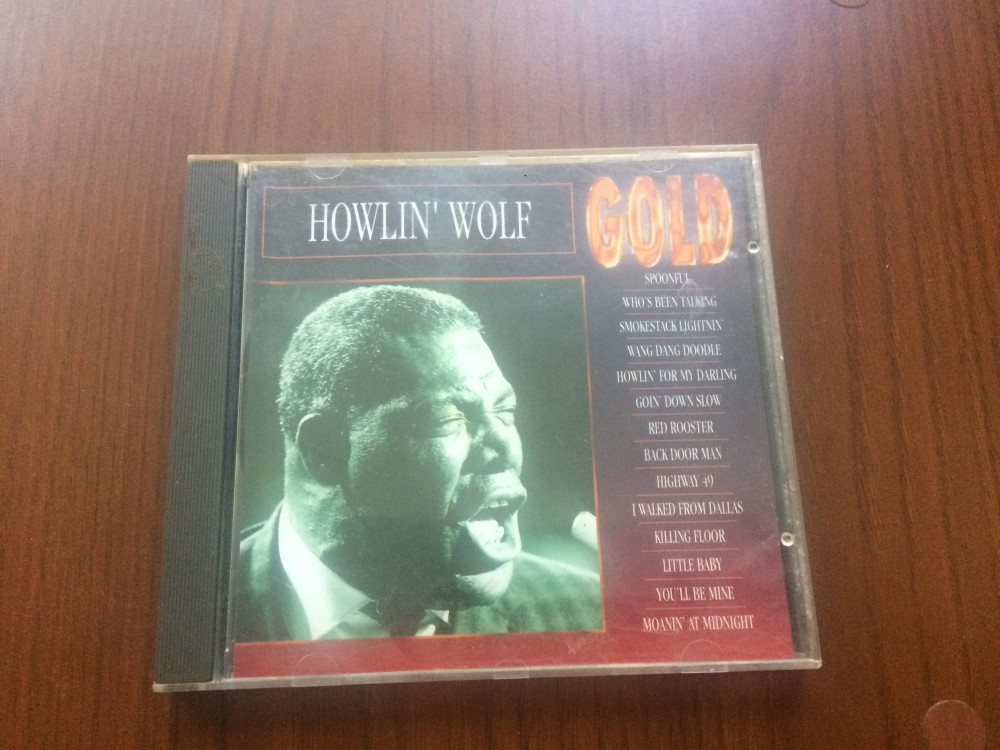 HOWLIN' WOLF
GOLD
SPOONFUL
WHO'S BEEN TALKING
SMOKESTACK LIGHTNIN'
WANG DANG DOODLE
HOWLIN' FOR MY DARLING
GOIN' DOWN SLOW
RED ROOSTER
BACK DOOR MAN
HIGHWAY 49
I WALKED FROM DALLAS
KILLING FLOOR
LITTLE BABY
YOU'LL BE MINE
MOANIN' AT MIDNIGHT